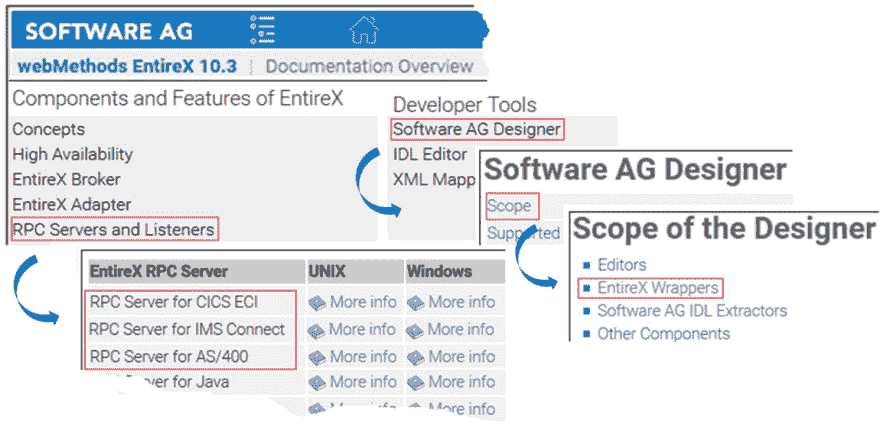 SOFTWARE AG
webMethods EntireX 10.3 | Documentation Overview
Components and Features of EntireX
Concepts
High Availability
EntireX Broker
EntireX Adapter
RPC Servers and Listeners
Developer Tools
Software AG Designer
IDL Editor
XML Mapp
Software AG Designer
Scope
Supported
Scope of the Designer
Editors
EntireX Wrappers
Software AG IDL Extractors
Other Components
EntireX RPC Server UNIX Windows
RPC Server for CICS ECI More info More info
RPC Server for IMS Connect More info More info
RPC Server for AS/400 More info More info
Server for Java More info More info
More info More info